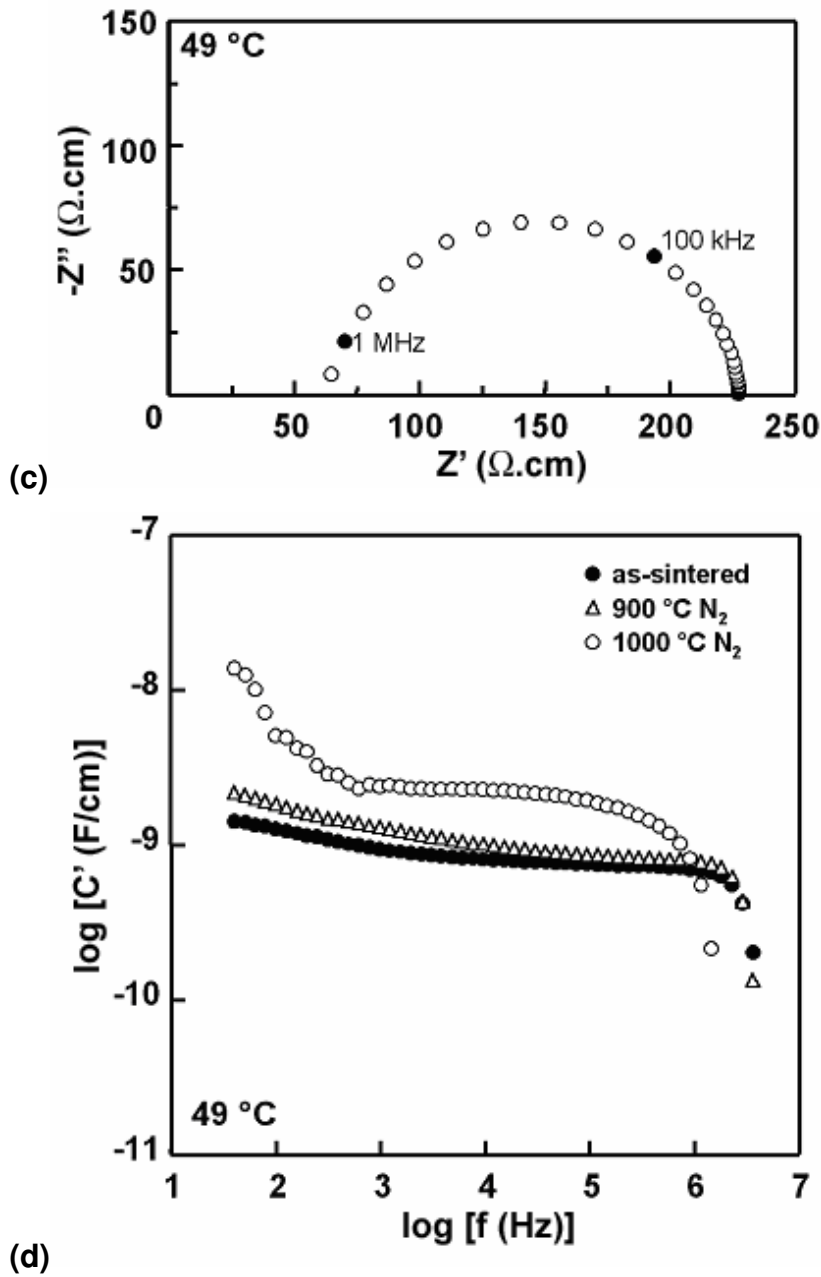 150
49 °C
100
-Z’’ (Ω.cm)
100 kHz
50
1 MHz
0
50
100
150
200
250
Z’ (Ω.cm)
(c)
-7
as-sintered
900 °C N₂
1000 °C N₂
-8
log [C’ (F/cm)]
-9
-10
49 °C
-11
1 2 3 4 5 6 7
log [f (Hz)]
(d)